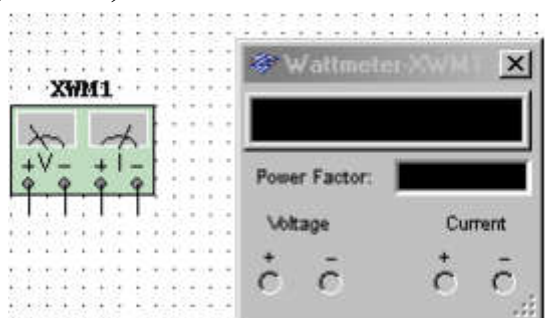 XWM1
+ V - + I -
Wattmeter-XWM1
Power Factor:
Voltage Current
+ - + -